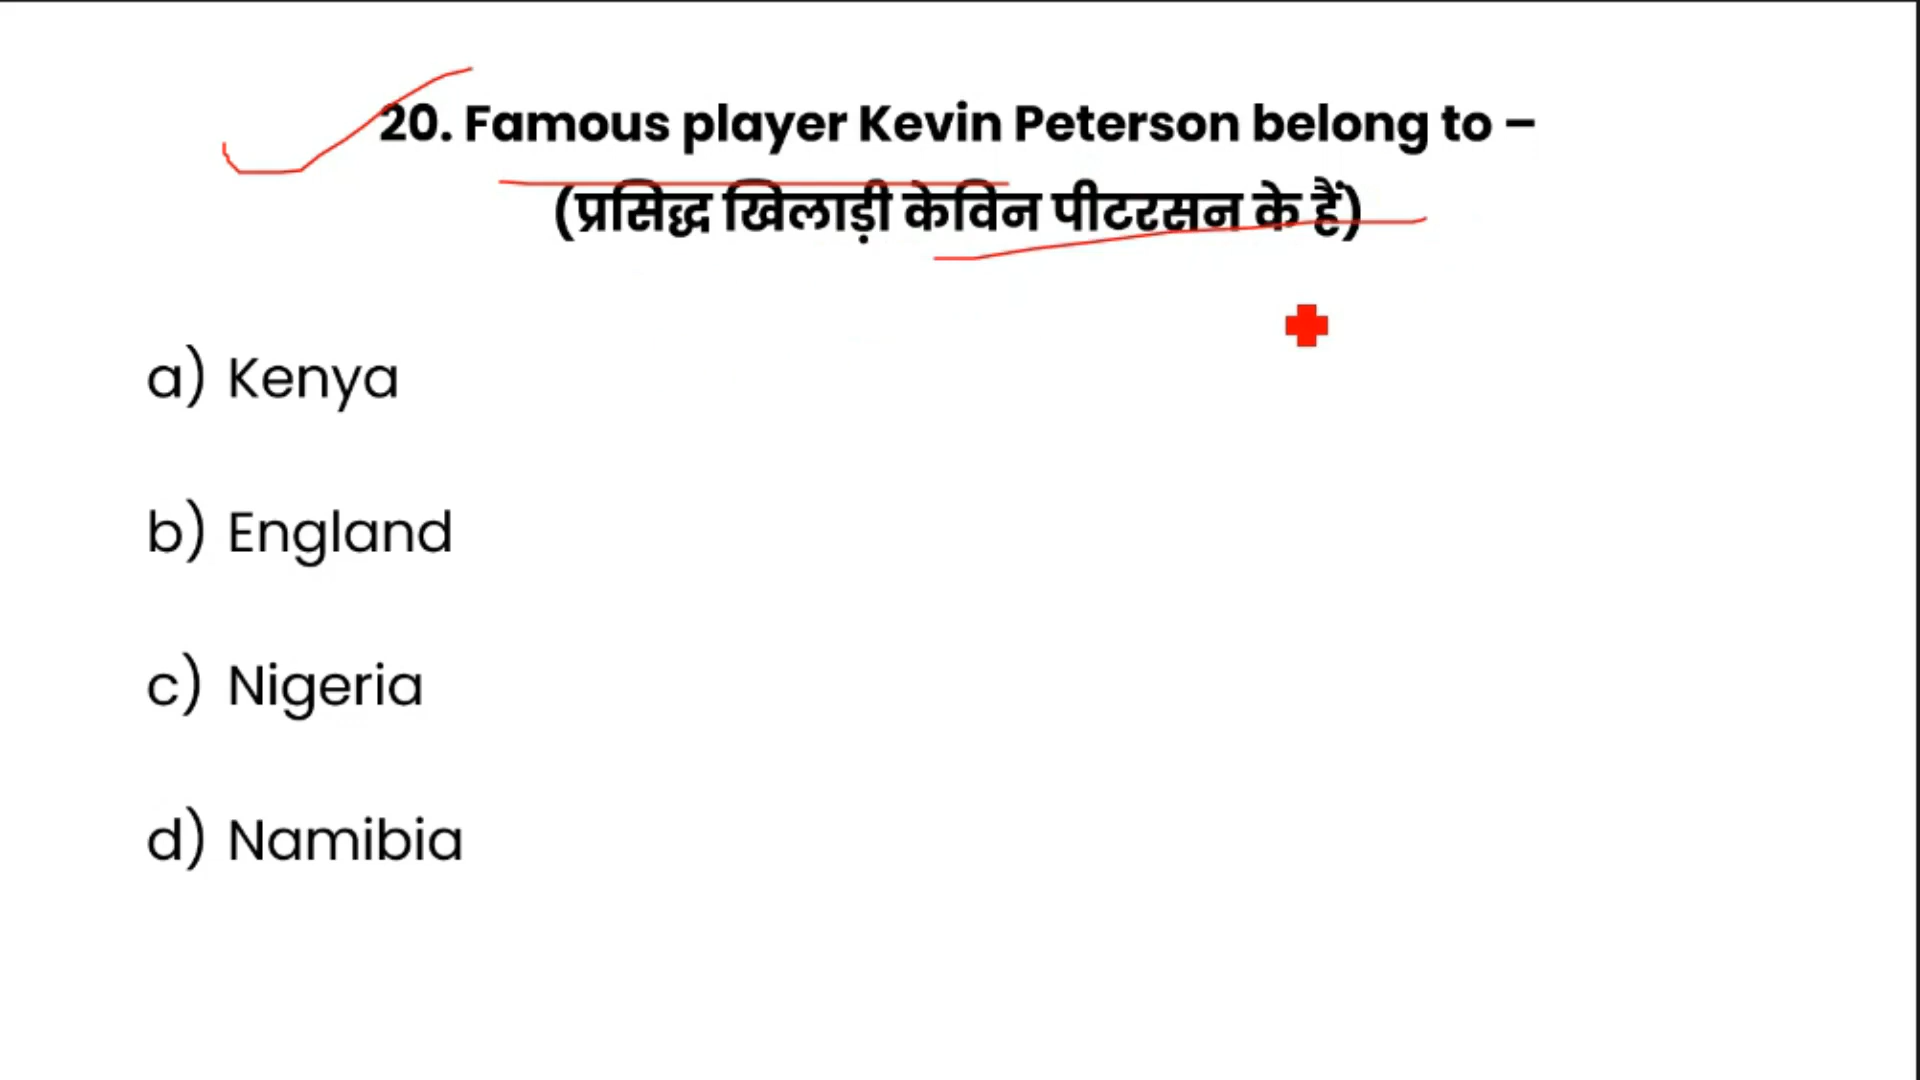 20. Famous player Kevin Peterson belong to –
(प्रसिद्ध खिलाड़ी केविन पीटरसन के हैं)
a) Kenya
b) England
c) Nigeria
d) Namibia